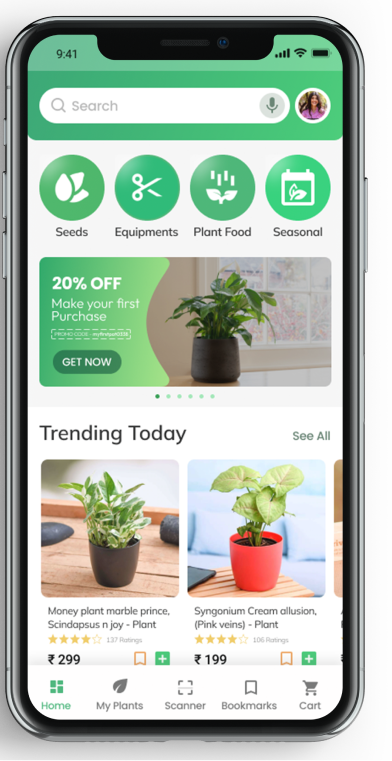 9:41
Search
Seeds
Equipments
Plant Food
Seasonal
20% OFF
Make your first
Purchase
PROMO CODE -
GET NOW
Trending Today
See All
Money plant marble prince,
Scindapsus n joy - Plant
137 Ratings
₹ 299
Syngonium Cream allusion,
(Pink veins) - Plant
106 Ratings
₹ 199
Home
My Plants
Scanner
Bookmarks
Cart